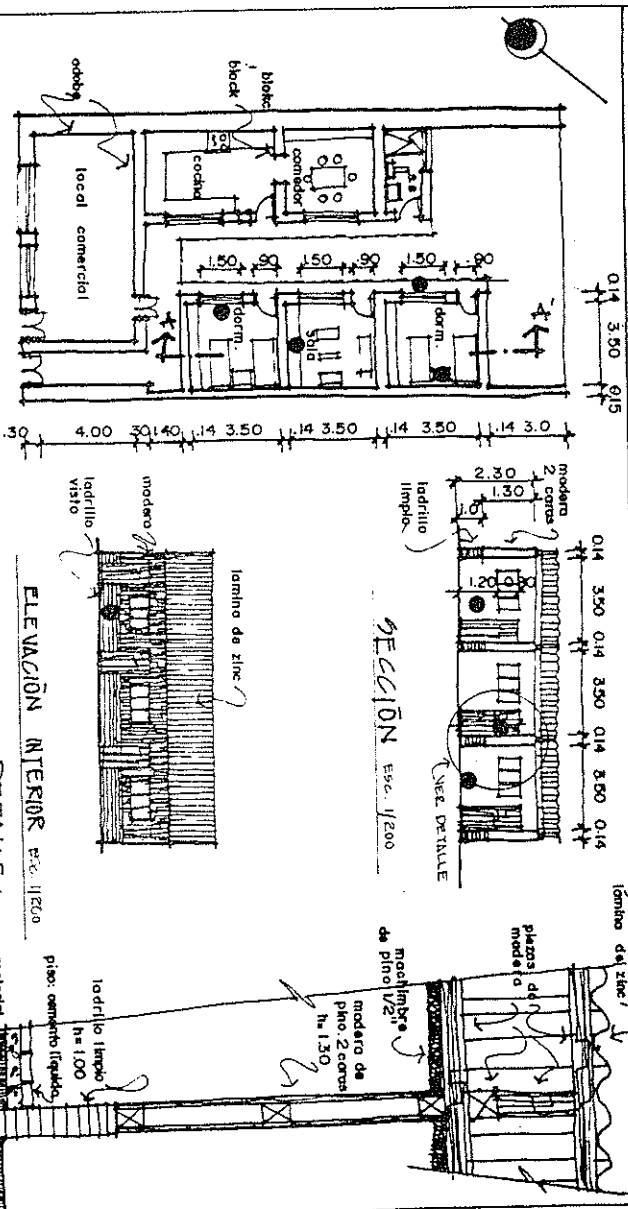 adobe
block
block
local comercial
cocina
comedor
s.s
dorm.
sala
dorm.
1.50
.90
1.50
.90
1.50
.90
A
A'
0.14
3.50
0.15
.30
4.00
.30
1.40
.14
3.50
.14
3.50
.14
3.50
.14
3.0
madera
2 caras
2.30
1.30
1.0
ladrillo
limpio
0.14
3.50
0.14
3.50
0.14
3.50
0.14
1.20
VER DETALLE
SECCIÓN ESC. 1/200
lamina de zinc
madera
ladrillo
visto
ELEVACIÓN INTERIOR ESC. 1/200
lámina de zinc
piezas de
madera
machimbre
de pino 1/2"
madera de
pino. 2 caras
h= 1.30
ladrillo limpio
h= 1.00
piso: cemento líquido